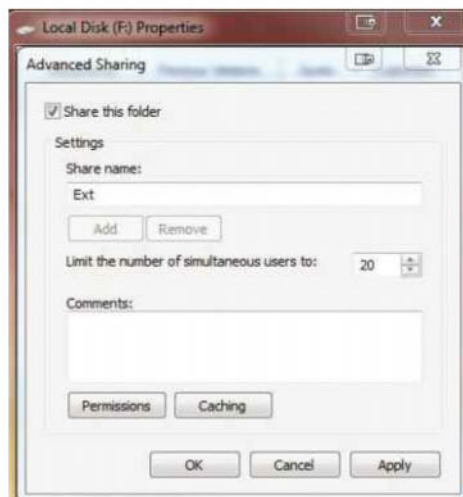 Local Disk (F:) Properties
Advanced Sharing
Share this folder
Settings
Share name:
Ext
Add Remove
Limit the number of simultaneous users to: 20
Comments:
Permissions Caching
OK Cancel Apply